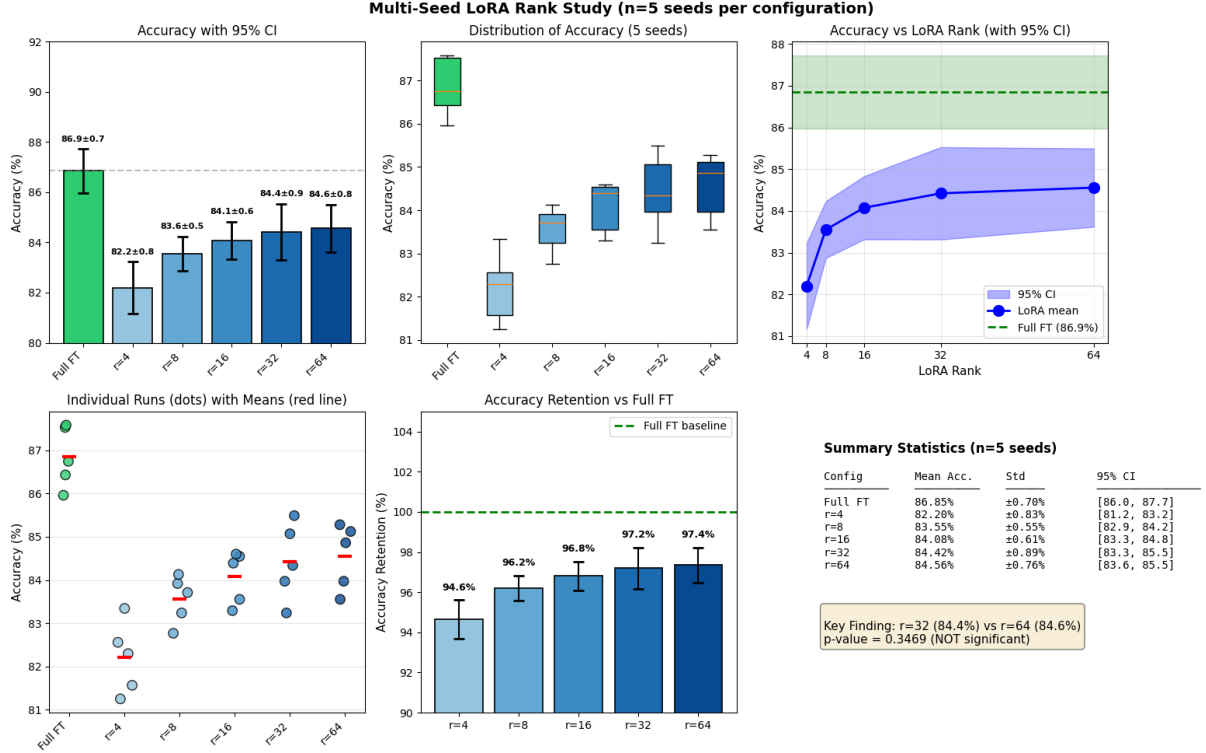 Multi-Seed LoRA Rank Study (n=5 seeds per configuration)
Accuracy with 95% CI
Accuracy (%)
92
90
88
86
84
82
80
86.9±0.7
82.2±0.8
83.6±0.5
84.1±0.6
84.4±0.9
84.6±0.8
Full FT
r=4
r=8
r=16
r=32
r=64
Distribution of Accuracy (5 seeds)
Accuracy (%)
87
86
85
84
83
82
81
Full FT
r=4
r=8
r=16
r=32
r=64
Accuracy vs LoRA Rank (with 95% CI)
Accuracy (%)
88
87
86
85
84
83
82
81
95% CI
LoRA mean
Full FT (86.9%)
4
8
16
32
64
LoRA Rank
Individual Runs (dots) with Means (red line)
Accuracy (%)
87
86
85
84
83
82
81
Full FT
r=4
r=8
r=16
r=32
r=64
Accuracy Retention vs Full FT
Accuracy Retention (%)
104
102
100
98
96
94
92
90
Full FT baseline
94.6%
96.2%
96.8%
97.2%
97.4%
r=4
r=8
r=16
r=32
r=64
Summary Statistics (n=5 seeds)
Config Mean Acc. Std 95% CI
Full FT 86.85% ±0.70% [86.0, 87.7]
r=4 82.20% ±0.83% [81.2, 83.2]
r=8 83.55% ±0.55% [82.9, 84.2]
r=16 84.08% ±0.61% [83.3, 84.8]
r=32 84.42% ±0.89% [83.3, 85.5]
r=64 84.56% ±0.76% [83.6, 85.5]
Key Finding: r=32 (84.4%) vs r=64 (84.6%)
p-value = 0.3469 (NOT significant)